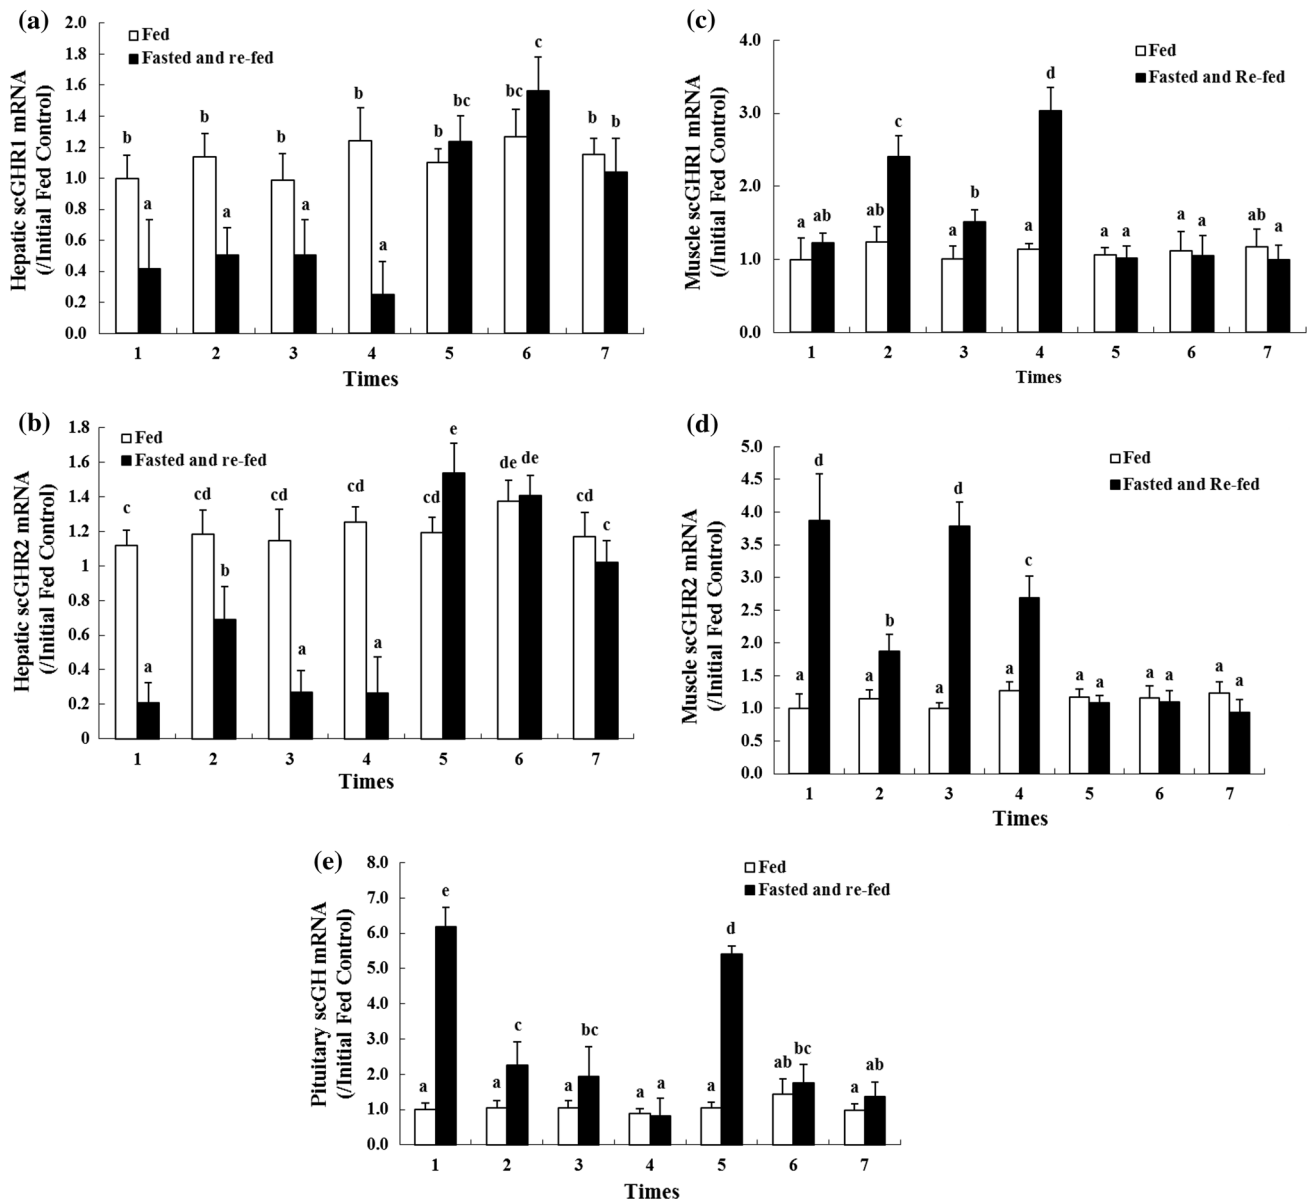 (a)
Hepatic scGHR1 mRNA
(/Initial Fed Control)
2.0
1.8
1.6
1.4
1.2
1.0
0.8
0.6
0.4
0.2
0.0
Fed
Fasted and re-fed
b a b a b a b a b bc bc c b b
1 2 3 4 5 6 7
Times
(c)
Muscle scGHR1 mRNA
(/Initial Fed Control)
4.0
3.0
2.0
1.0
0.0
Fed
Fasted and Re-fed
a ab ab c a b a d a a a a ab a
1 2 3 4 5 6 7
Times
(b)
Hepatic scGHR2 mRNA
(/Initial Fed Control)
1.8
1.6
1.4
1.2
1
0.8
0.6
0.4
0.2
0
Fed
Fasted and re-fed
c a cd b cd a cd a cd e de de cd c
1 2 3 4 5 6 7
Times
(d)
Muscle scGHR2 mRNA
(/Initial Fed Control)
5.0
4.5
4.0
3.5
3.0
2.5
2.0
1.5
1.0
0.5
0.0
Fed
Fasted and Re-fed
a d a b a d a c a a a a a a
1 2 3 4 5 6 7
Times
(e)
Pituitary scGH mRNA
(/Initial Fed Control)
8.0
7.0
6.0
5.0
4.0
3.0
2.0
1.0
0.0
Fed
Fasted and re-fed
a e a c a bc a a a d ab bc a ab
1 2 3 4 5 6 7
Times